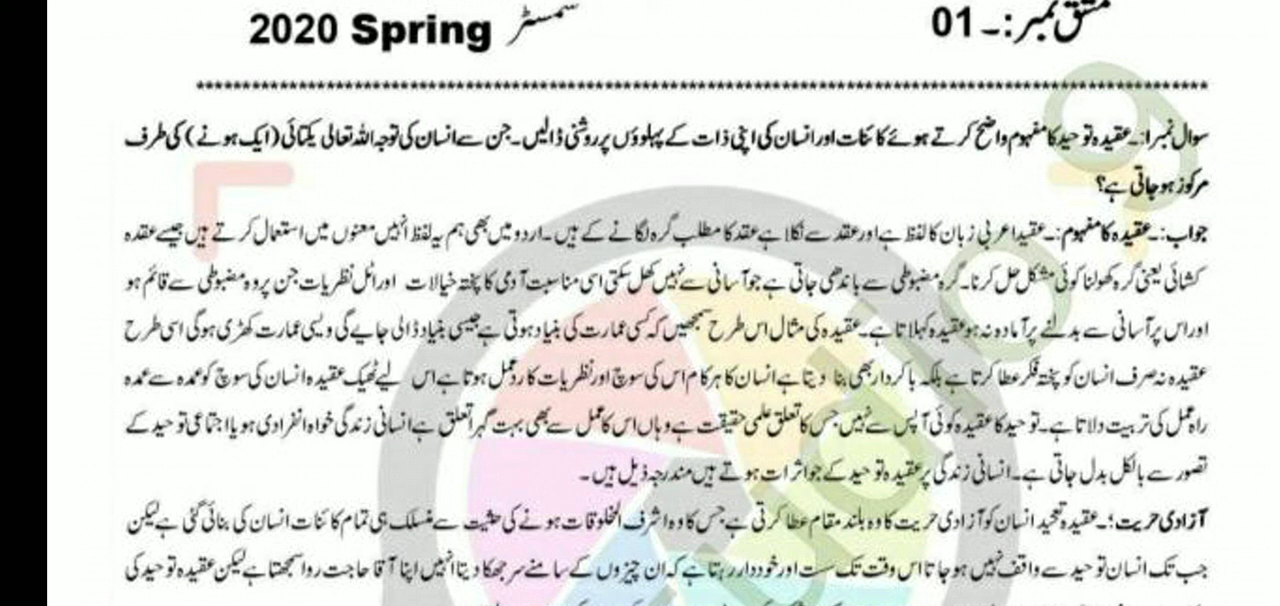 مشق نمبر:۔01 سمسٹر 2020 Spring
سوال نمبر1:۔عقیدہ توحید کا مفہوم واضح کرتے ہوئے کائنات اور انسان کی اپنی ذات کے پہلوؤں پر روشنی ڈالیں۔جن سے انسان کی توجہ اللہ تعالی یکتائی (ایک ہونے) کی طرف
مرکوز ہوجاتی ہے؟
جواب:۔عقیدہ کا مفہوم:۔عقیدا عربی زبان کا لفظ ہے اور عقد سے نکلا ہے عقد کا مطلب گرہ لگانے کے ہیں۔اردو میں بھی ہم یہ لفظ انہیں معنوں میں استعمال کرتے ہیں جیسے عقدہ
کشائی یعنی گرہ کھولنا کوئی مشکل حل کرنا۔گرہ مضبوطی سے باندھی جاتی ہے جو آسانی سے نہیں کھل سکتی اسی مناسبت آدمی کا پختہ خیالات اور اٹل نظریات جن پر وہ مضبوطی سے قائم ہو
اور اس پر آسانی سے بدلنے پر آمادہ نہ ہو عقیدہ کہلاتا ہے۔عقیدہ کی مثال اس طرح سمجھیں کہ کسی عمارت کی بنیاد ہوتی ہے جیسی بنیاد ڈالی جاے گی ویسی عمارت کھڑی ہوگی اسی طرح
عقیدہ نہ صرف انسان کو پختہ فکر عطا کرتا ہے بلکہ باکردار بھی بنا دیتا ہے انسان کا ہر کام اس کی سوچ اور نظریات کا ردعمل ہوتا ہے اس لیے ٹھیک عقیدہ انسان کی سوچ کو عمدہ سے عمدہ
راہ عمل کی تربیت دلاتا ہے۔توحید کا عقیدہ کوئی آپس سے نہیں جس کا تعلق علمی حقیقت ہے وہاں اس کا عمل سے بھی بہت گہرا تعلق ہے انسانی زندگی خواہ انفرادی ہو یا اجتماعی توحید کے
تصور سے بالکل بدل جاتی ہے۔انسانی زندگی پر عقیدہ توحید کے جو اثرات ہوتے ہیں مندرجہ ذیل ہیں۔
آزادی حریت؛۔عقیدہ انسان کو آزادی حریت کا وہ بلند مقام عطا کرتی ہے جس کا وہ اشرف المخلوقات ہونے کی حثیت سے منسلک ہی تمام کائنات انسان کی بنائی گئی ہے لیکن
جب تک انسان توحید سے واقف نہیں ہوجاتا اس وقت تک ست اور خوددار رہتا ہے کہ ان چیزوں کے سامنے سر جھکا دیتا انہیں اپنا آقا حاجت روا سمجھتا ہے لیکن عقیدہ توحید کی